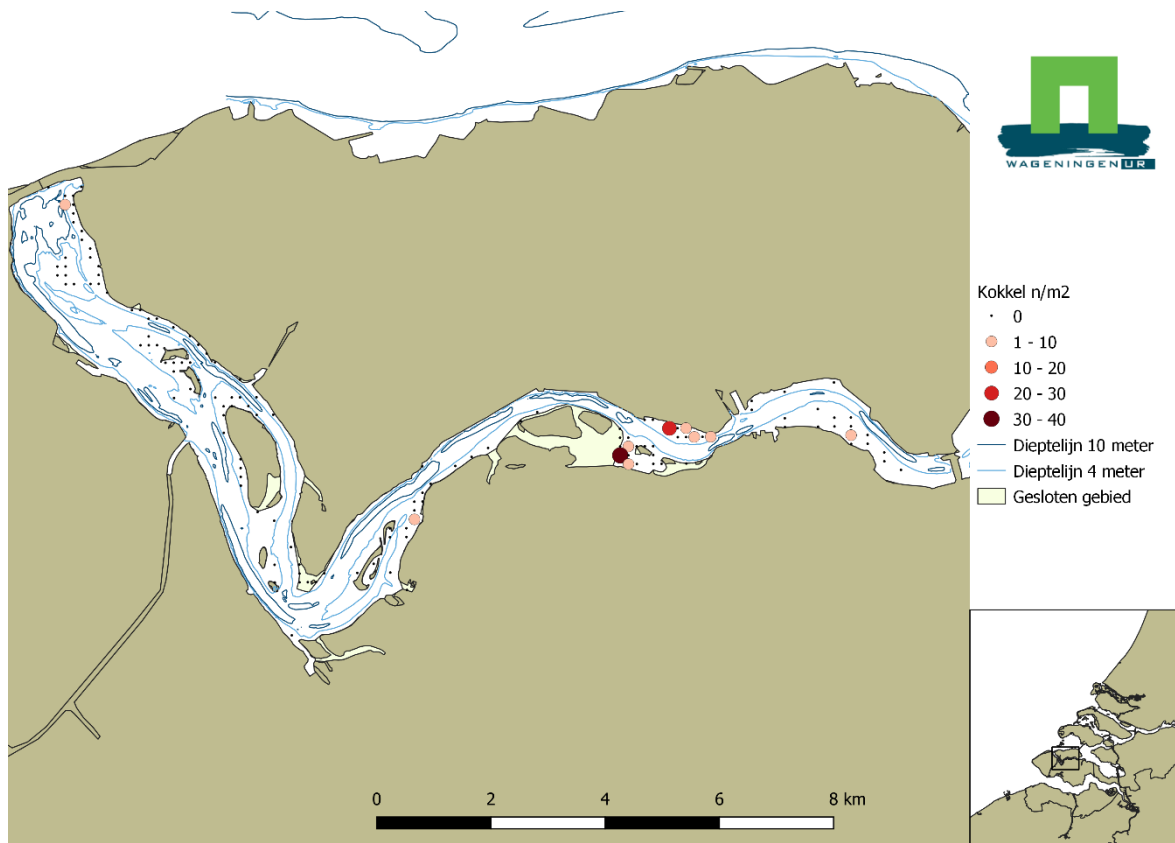 WAGENINGEN UR
Kokkel n/m2
0
1 - 10
10 - 20
20 - 30
30 - 40
Dieptelijn 10 meter
Dieptelijn 4 meter
Gesloten gebied
0 2 4 6 8 km